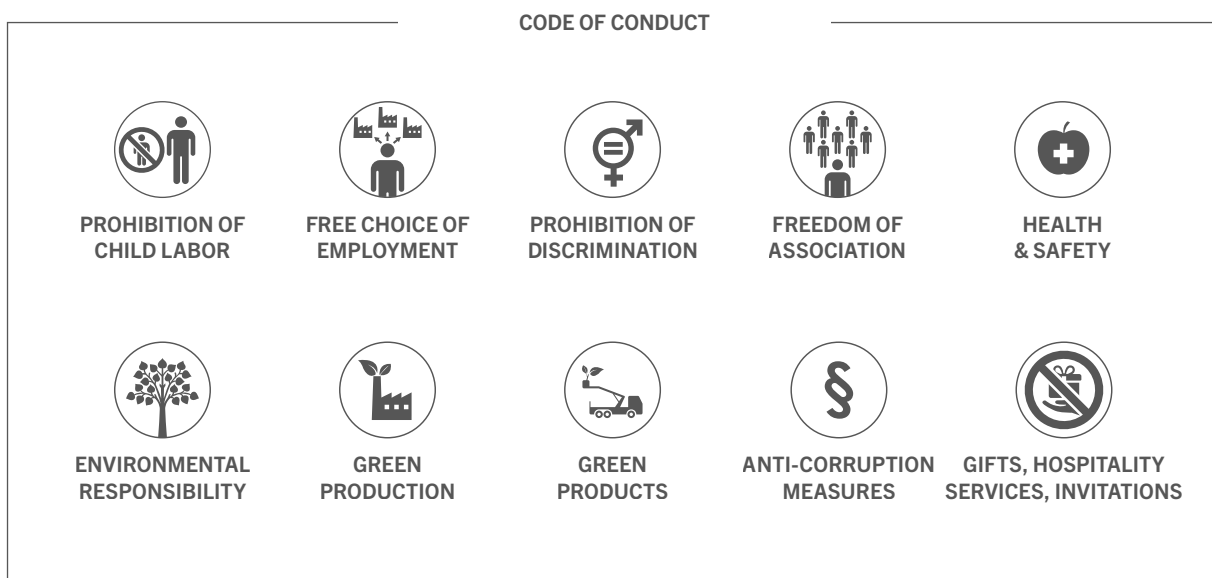 CODE OF CONDUCT
PROHIBITION OF
CHILD LABOR
FREE CHOICE OF
EMPLOYMENT
PROHIBITION OF
DISCRIMINATION
FREEDOM OF
ASSOCIATION
HEALTH
& SAFETY
ENVIRONMENTAL
RESPONSIBILITY
GREEN
PRODUCTION
GREEN
PRODUCTS
§
ANTI-CORRUPTION
MEASURES
GIFTS, HOSPITALITY
SERVICES, INVITATIONS